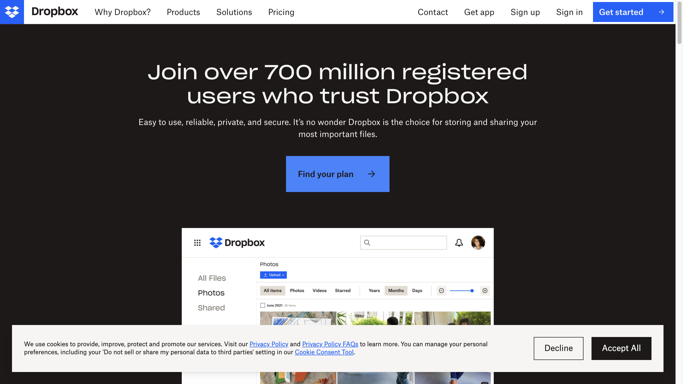 Dropbox
Why Dropbox?
Products
Solutions
Pricing
Contact
Get app
Sign up
Sign in
Get started
Join over 700 million registered
users who trust Dropbox
Easy to use, reliable, private, and secure. It's no wonder Dropbox is the choice for storing and sharing your
most important files.
Find your plan
Dropbox
Photos
Upload
All Files
Photos
Shared
All items
Photos
Videos
Starred
Years
Months
Days
June 2021
We use cookies to provide, improve, protect and promote our services. Visit our Privacy Policy and Privacy Policy FAQs to learn more. You can manage your personal
preferences, including your 'Do not sell or share my personal data to third parties' setting in our Cookie Consent Tool.
Decline
Accept All